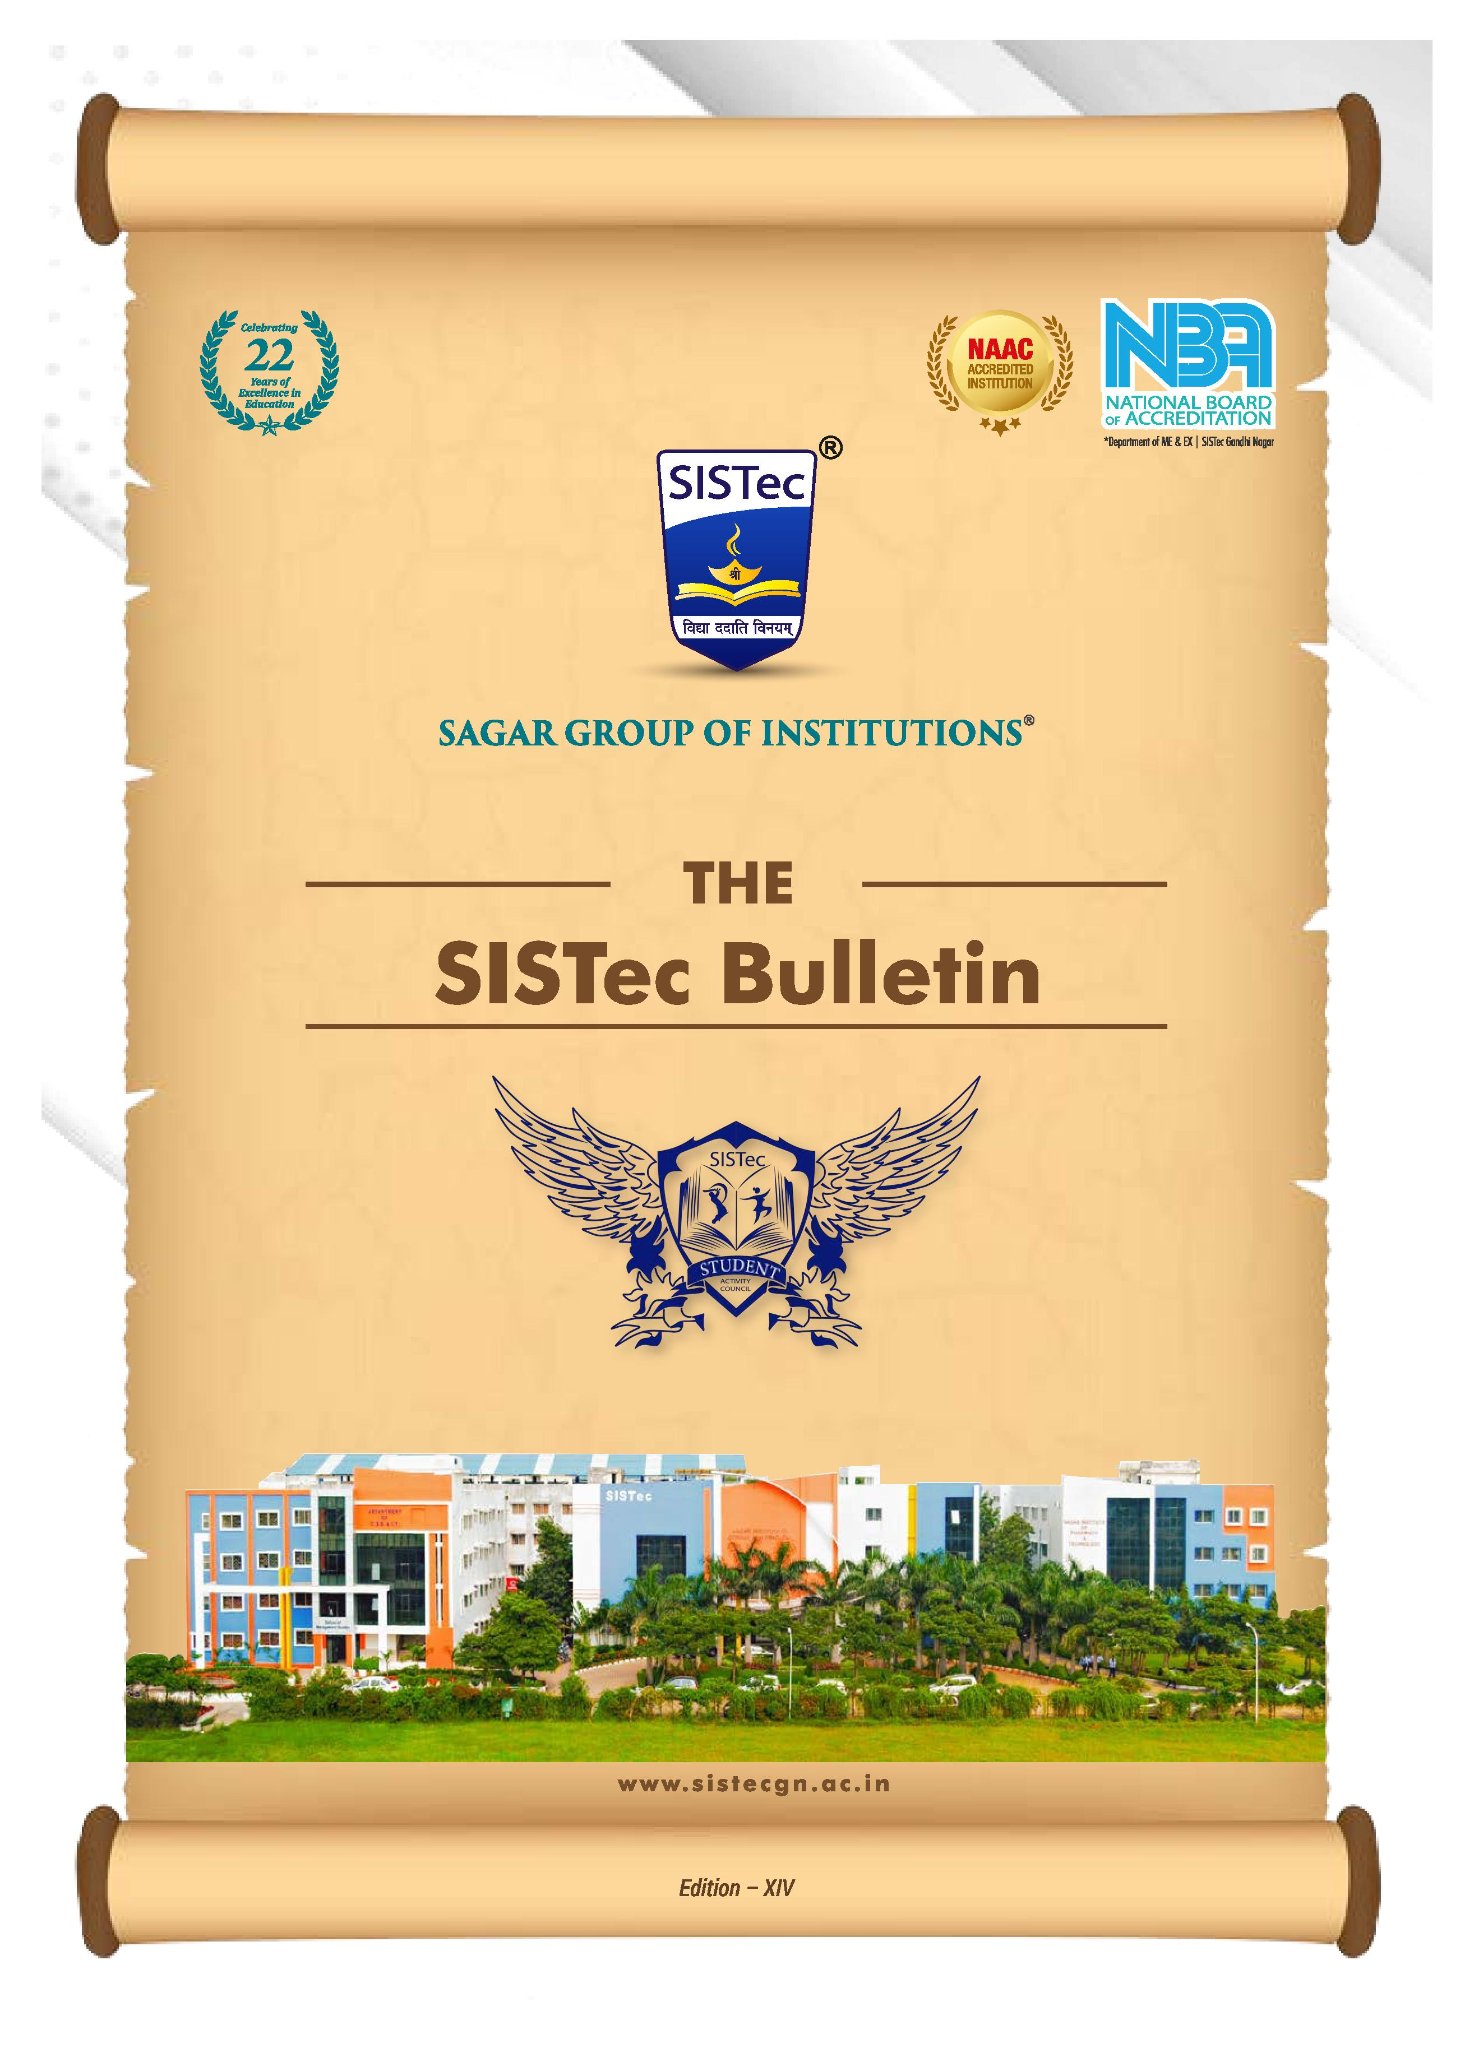 Celebrating
22
Years of
Excellence in
Education
NAAC
ACCREDITED
INSTITUTION
NBA
NATIONAL BOARD
OF ACCREDITATION
*Department of ME & EX | SISTec Gandhi Nagar
®
SISTec
श्री
विद्या ददाति विनयम्
SAGAR GROUP OF INSTITUTIONS®
THE
SISTec Bulletin
SISTec
STUDENT
ACTIVITY
COUNCIL
SISTec
www.sistecgn.ac.in
Edition – XIV